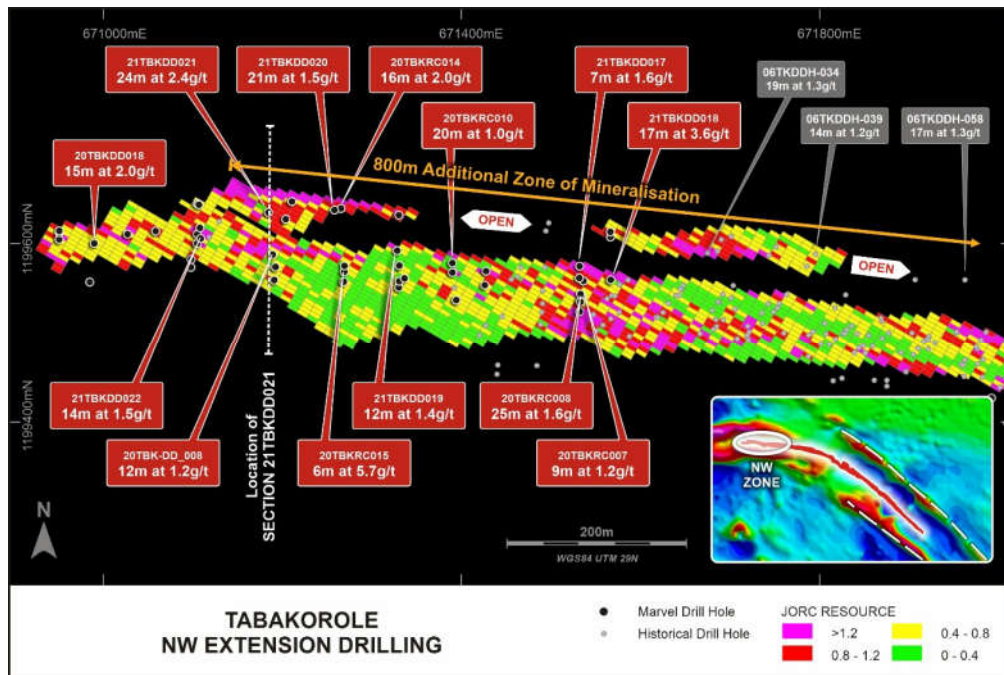 671000mE
671400mE
671800mE
21TBKDD021
24m at 2.4g/t
21TBKDD020
21m at 1.5g/t
20TBKRC014
16m at 2.0g/t
21TBKDD017
7m at 1.6g/t
06TKDDH-034
19m at 1.3g/t
20TBKRC010
20m at 1.0g/t
21TBKDD018
17m at 3.6g/t
06TKDDH-039
14m at 1.2g/t
06TKDDH-058
17m at 1.3g/t
20TBKDD018
15m at 2.0g/t
800m Additional Zone of Mineralisation
OPEN
OPEN
1199600mN
1199400mN
21TBKDD022
14m at 1.5g/t
20TBK-DD_008
12m at 1.2g/t
Location of
SECTION 21TBKDD021
20TBKRC015
6m at 5.7g/t
21TBKDD019
12m at 1.4g/t
20TBKRC008
25m at 1.6g/t
20TBKRC007
9m at 1.2g/t
NW
ZONE
N
200m
WGS84 UTM 29N
TABAKOROLE
NW EXTENSION DRILLING
Marvel Drill Hole
Historical Drill Hole
JORC RESOURCE
>1.2
0.8 - 1.2
0.4 - 0.8
0 - 0.4